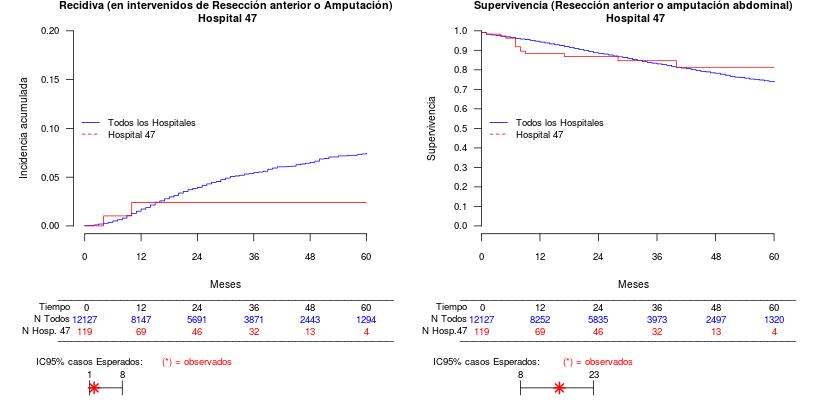 Recidiva (en intervenidos de Resección anterior o Amputación)
Hospital 47
0.20
0.15
0.10
0.05
0.00
Incidencia acumulada
Todos los Hospitales
Hospital 47
0 12 24 36 48 60
Meses
Tiempo 0 12 24 36 48 60
N Todos 12127 8147 5691 3871 2443 1294
N Hosp. 47 119 69 46 32 13 4
IC95% casos Esperados: (*) = observados
1 8
Supervivencia (Resección anterior o amputación abdominal)
Hospital 47
1.0
0.9
0.8
0.7
0.6
0.5
0.4
0.3
0.2
0.1
0.0
Supervivencia
Todos los Hospitales
Hospital 47
0 12 24 36 48 60
Meses
Tiempo 0 12 24 36 48 60
N Todos 12127 8252 5835 3973 2497 1320
N Hosp.47 119 69 46 32 13 4
IC95% casos Esperados: (*) = observados
8 23